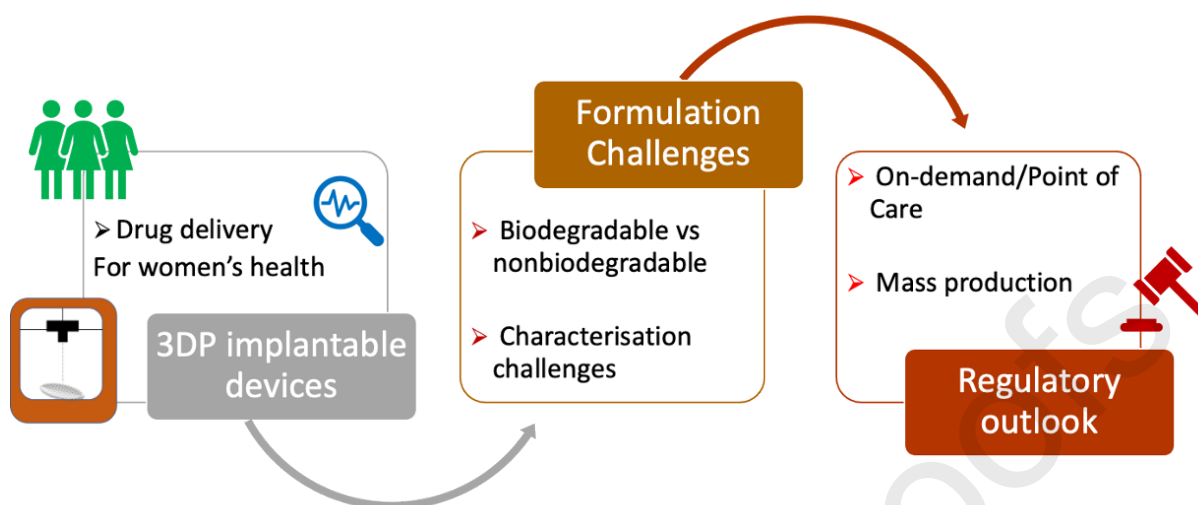 ➤ Drug delivery
For women's health
3DP implantable
devices
Formulation
Challenges
➤ Biodegradable vs
nonbiodegradable
➤ Characterisation
challenges
➤ On-demand/Point of
Care
➤ Mass production
Regulatory
outlook